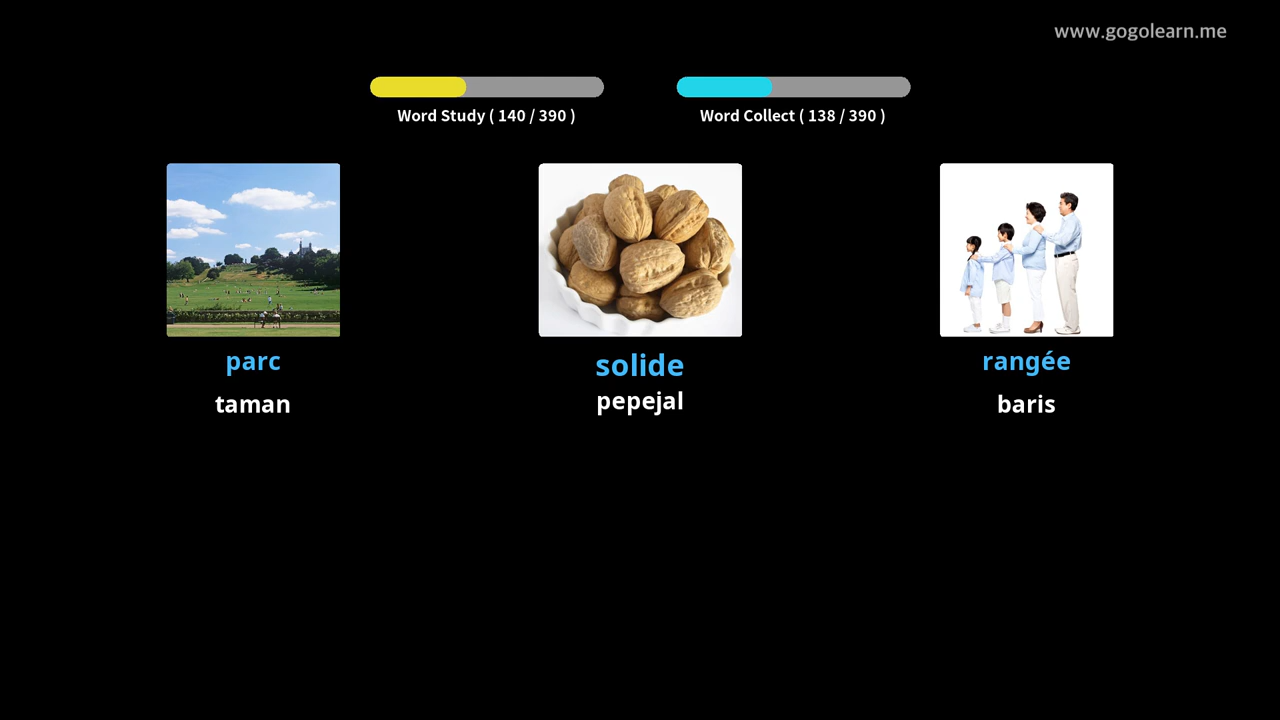 www.gogolearn.me
Word Study ( 140 / 390 )
Word Collect ( 138 / 390 )
parc
taman
solide
pepejal
rangée
baris